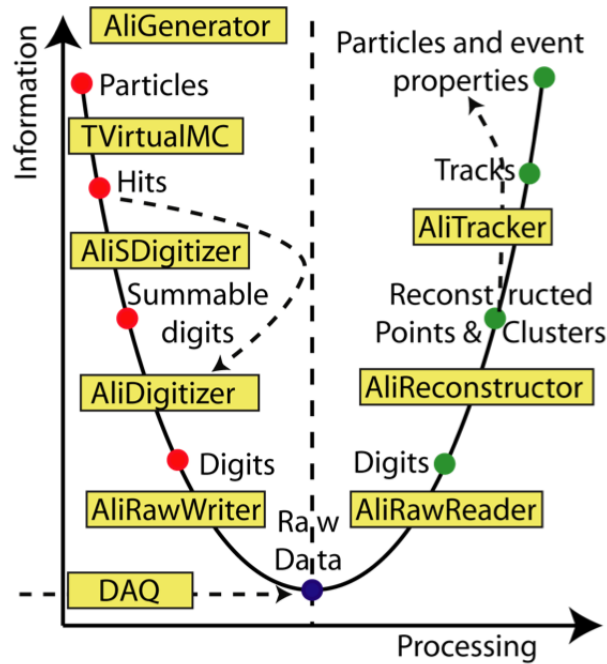 AliGenerator
Information
Particles and event
properties
Particles
TVirtualMC
Hits
Tracks
AliSDigitizer
AliTracker
Summable
digits
Reconstructed
Points & Clusters
AliDigitizer
AliReconstructor
Digits
Digits
AliRawWriter
Raw
Data
AliRawReader
DAQ
Processing